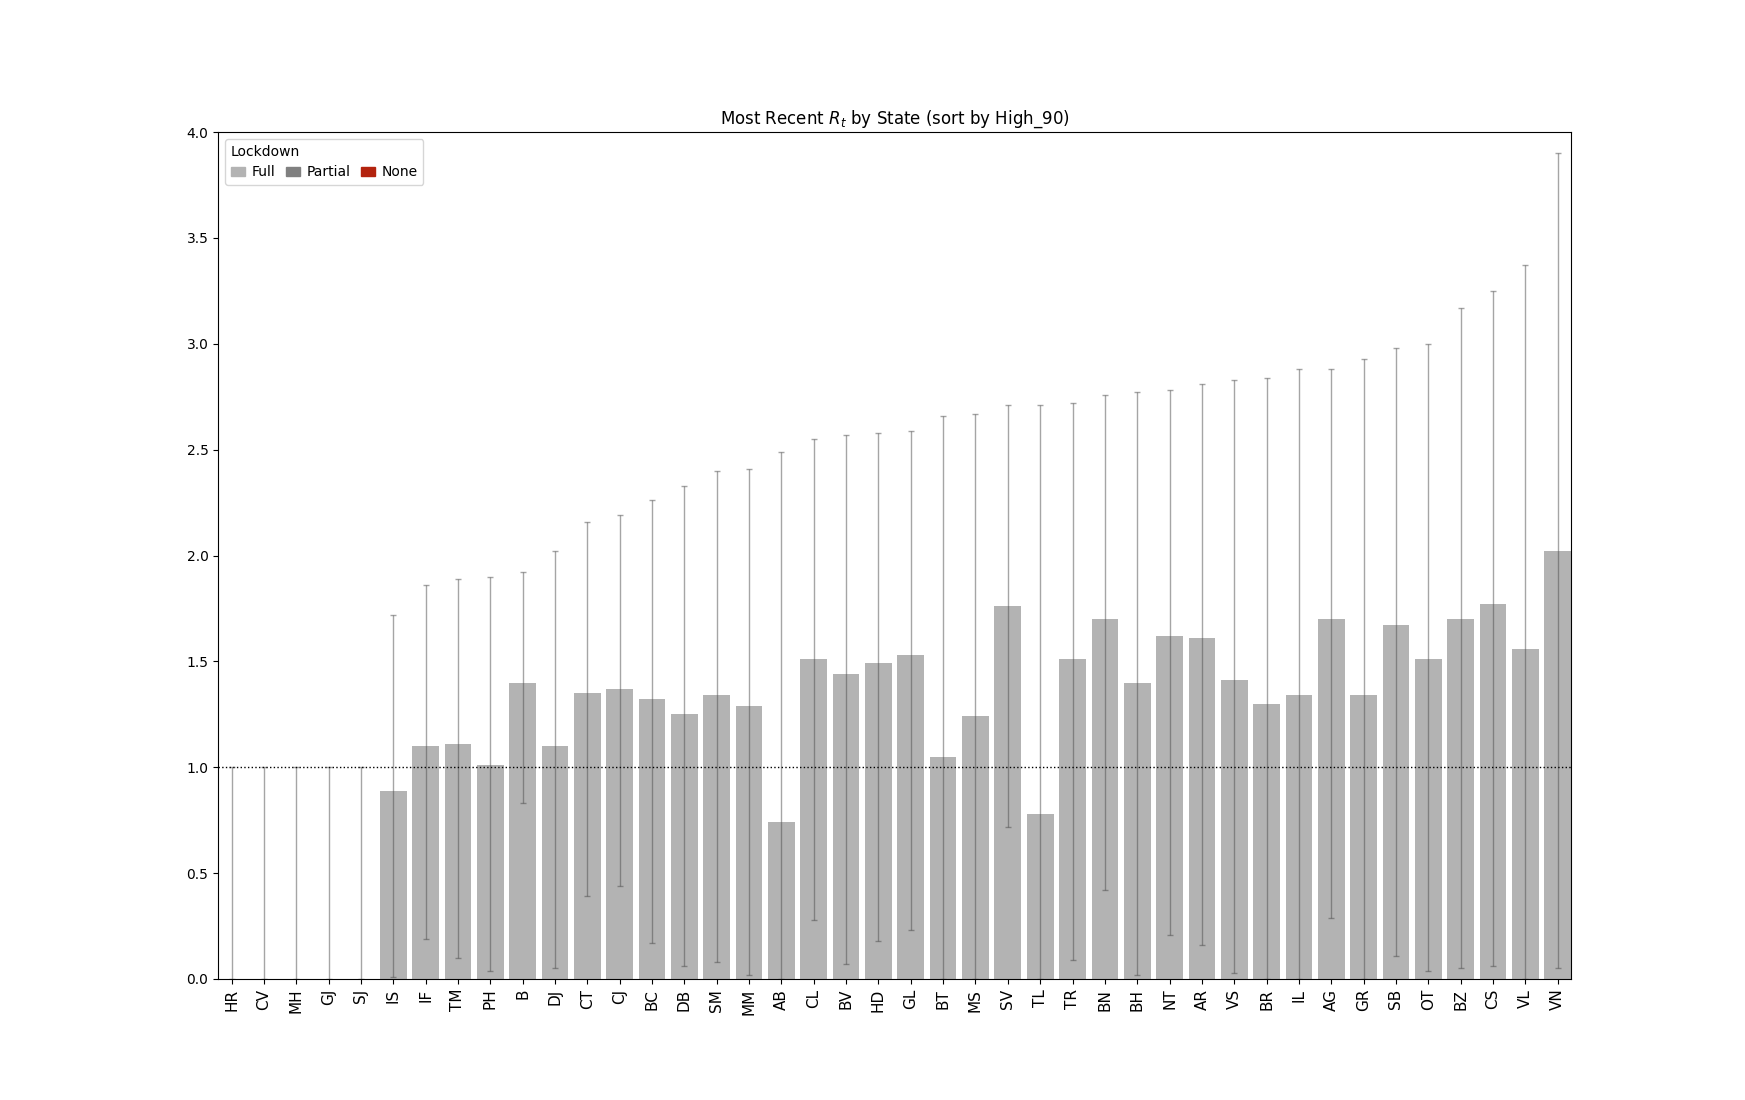 Most Recent R_t by State (sort by High_90)
Lockdown
Full Partial None
4.0
3.5
3.0
2.5
2.0
1.5
1.0
0.5
0.0
HR CV MH GJ SJ IS IF TM PH B DJ CT CJ BC DB SM MM AB CL BV HD GL BT MS SV TL TR BN BH NT AR VS BR IL AG GR SB OT BZ CS VL VN